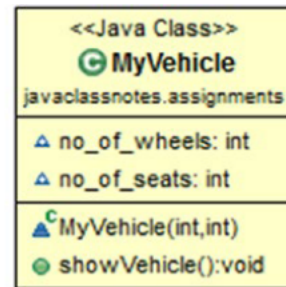 <<Java Class>>
C MyVehicle
javaclassnotes.assignments
no_of_wheels: int
no_of_seats: int
C MyVehicle(int,int)
showVehicle():void